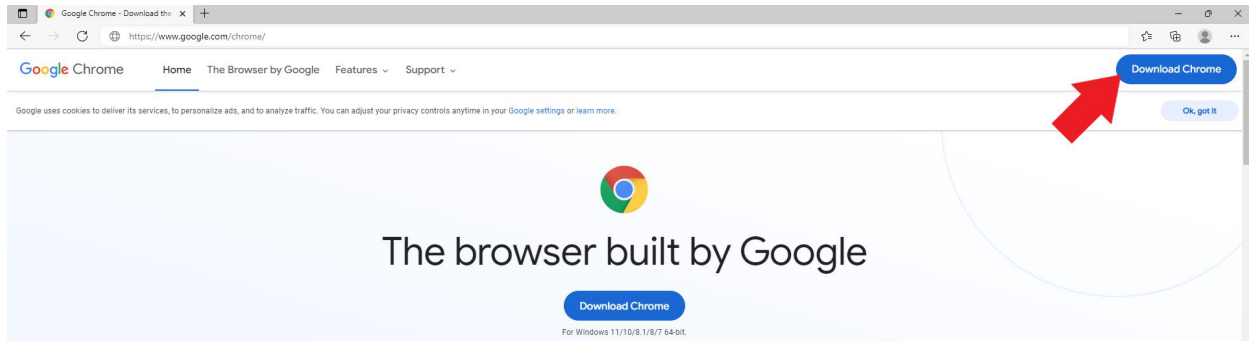 Google Chrome - Download the
https://www.google.com/chrome/
Google Chrome Home The Browser by Google Features Support Download Chrome
Google uses cookies to deliver its services, to personalize ads, and to analyze traffic. You can adjust your privacy controls anytime in your Google settings or learn more. Ok, got it
The browser built by Google
Download Chrome
For Windows 11/10/8.1/8/7 64-bit.